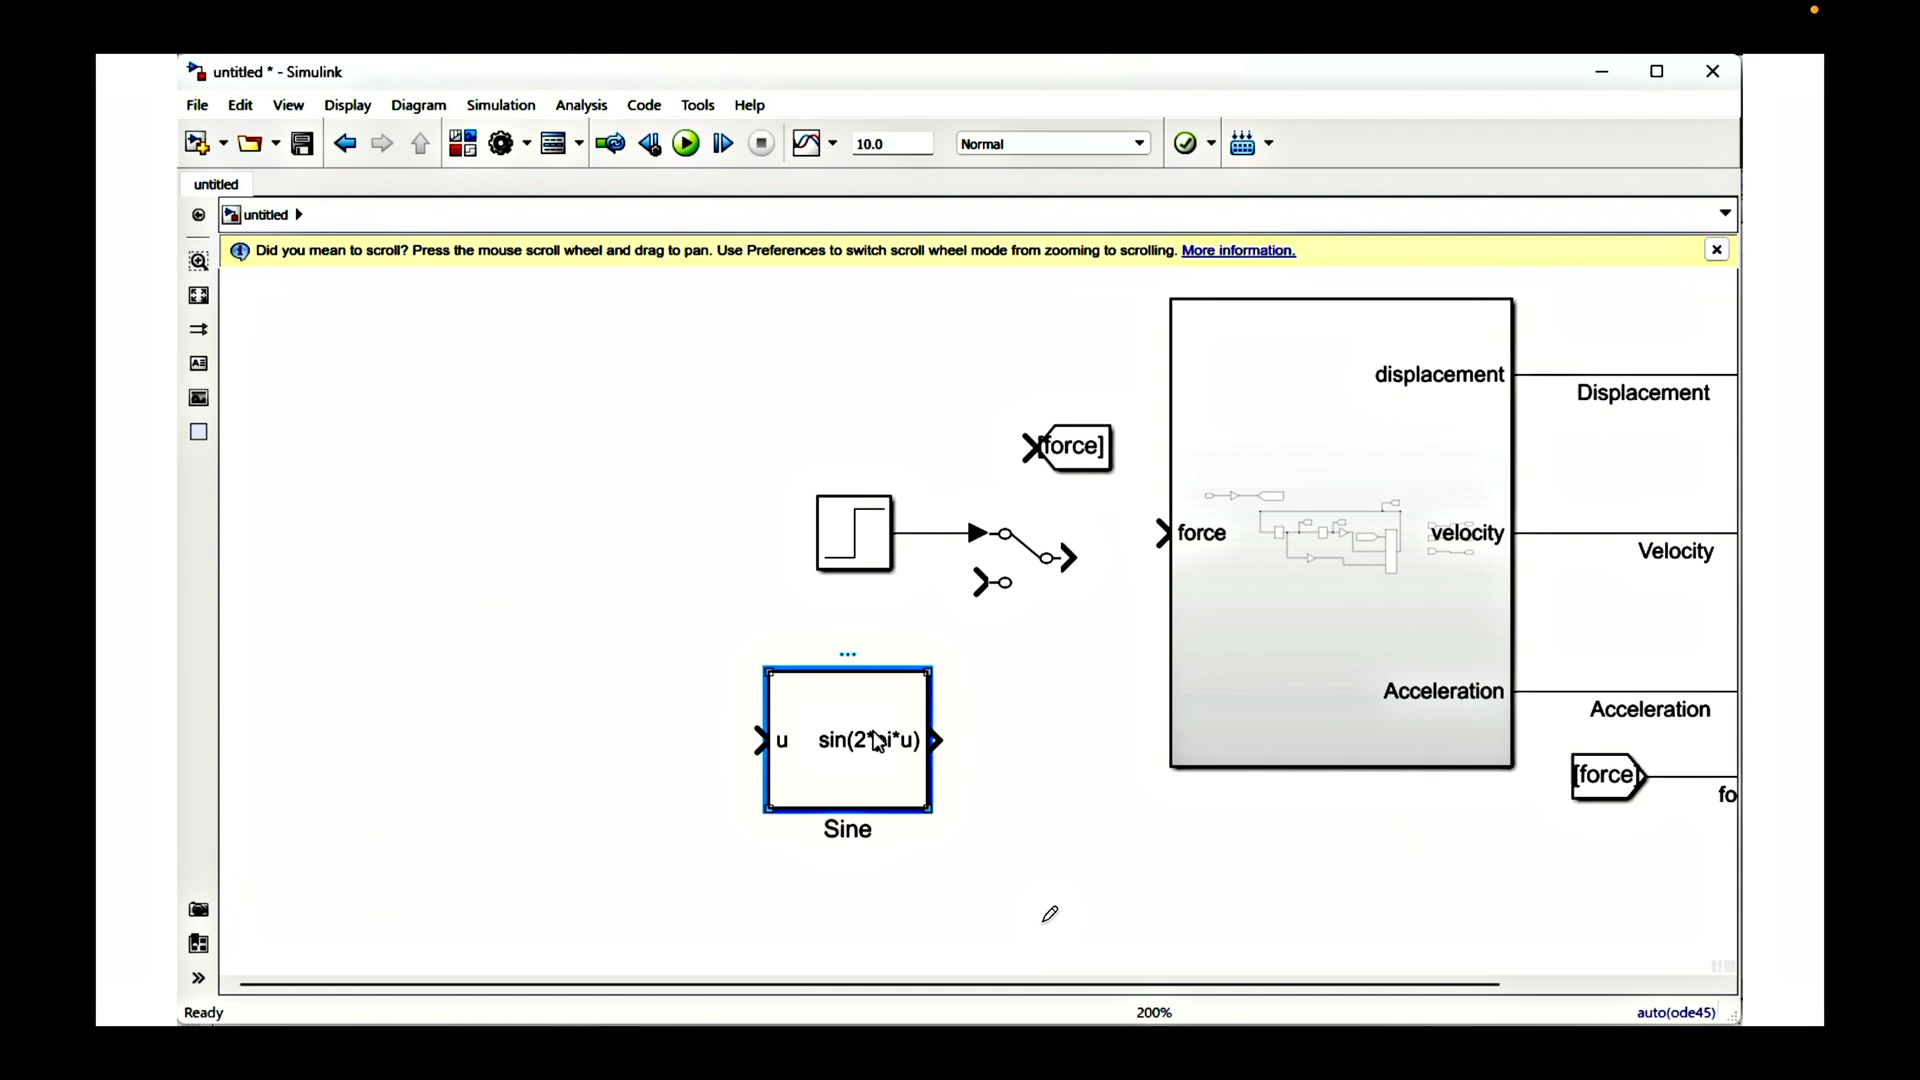 untitled * - Simulink
File Edit View Display Diagram Simulation Analysis Code Tools Help
10.0 Normal
untitled
untitled
Did you mean to scroll? Press the mouse scroll wheel and drag to pan. Use Preferences to switch scroll wheel mode from zooming to scrolling. More information.
displacement
Displacement
[force]
force
velocity
Velocity
Acceleration
Acceleration
u sin(2*pi*u)
[force]
fo
Sine
Ready 200% auto(ode45)